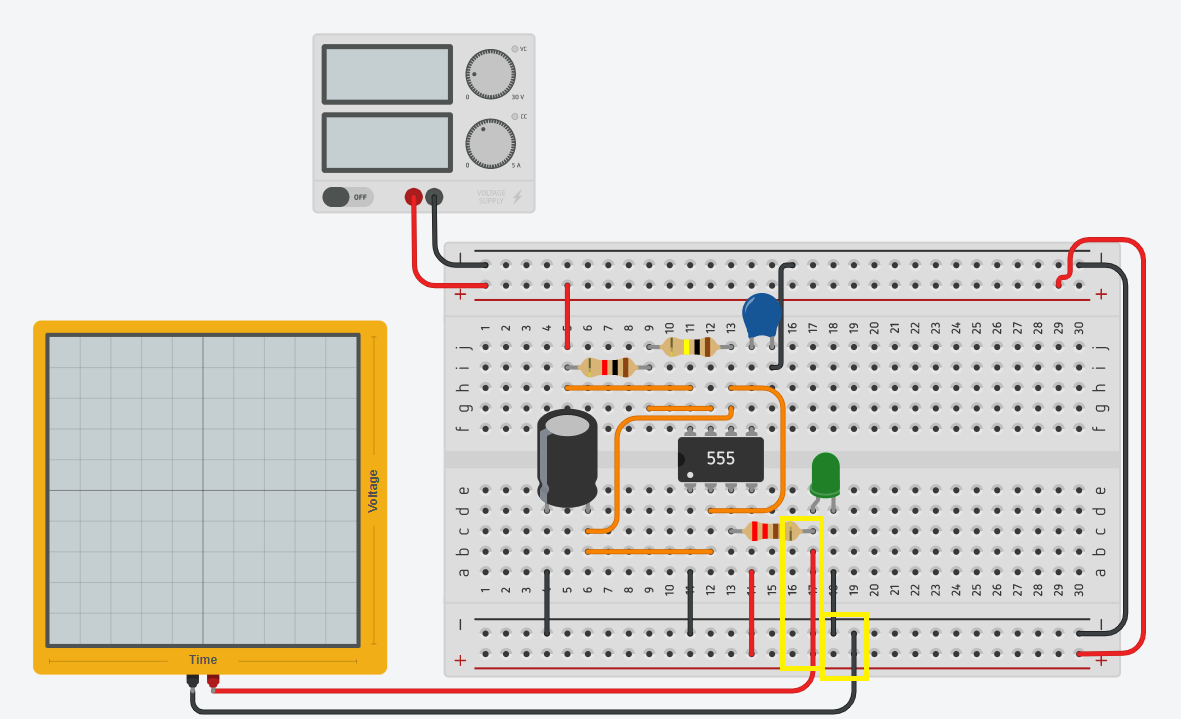 VC
0 30 V
CC
0 5 A
OFF VOLTAGE
SUPPLY
− −
+ +
1 2 3 4 5 6 7 8 9 10 11 12 13 16 17 18 19 20 21 22 23 24 25 26 27 28 29 30
j j
i i
h h
g g
f f
555
Voltage
e e
d d
c c
b b
a a
1 2 3 4 5 6 7 8 9 10 11 12 13 14 15 16 17 18 19 20 21 22 23 24 25 26 27 28 29 30
− −
+ +
Time